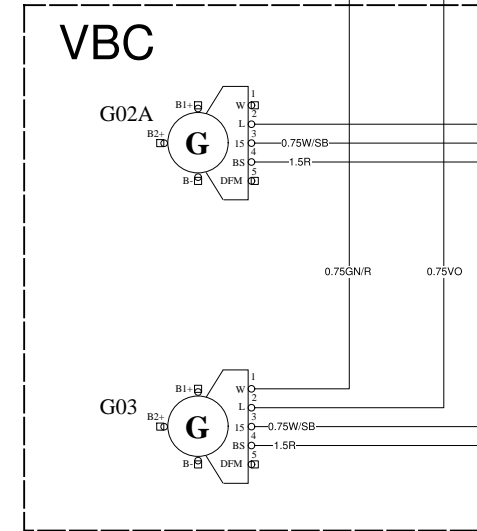 VBC
G02A
B1+
B2+
G
B-
1
W
2
L
3
15
0.75W/SB
4
BS
1.5R
5
DFM
0.75GN/R
0.75VO
G03
B1+
B2+
G
B-
1
W
2
L
3
15
0.75W/SB
4
BS
1.5R
5
DFM